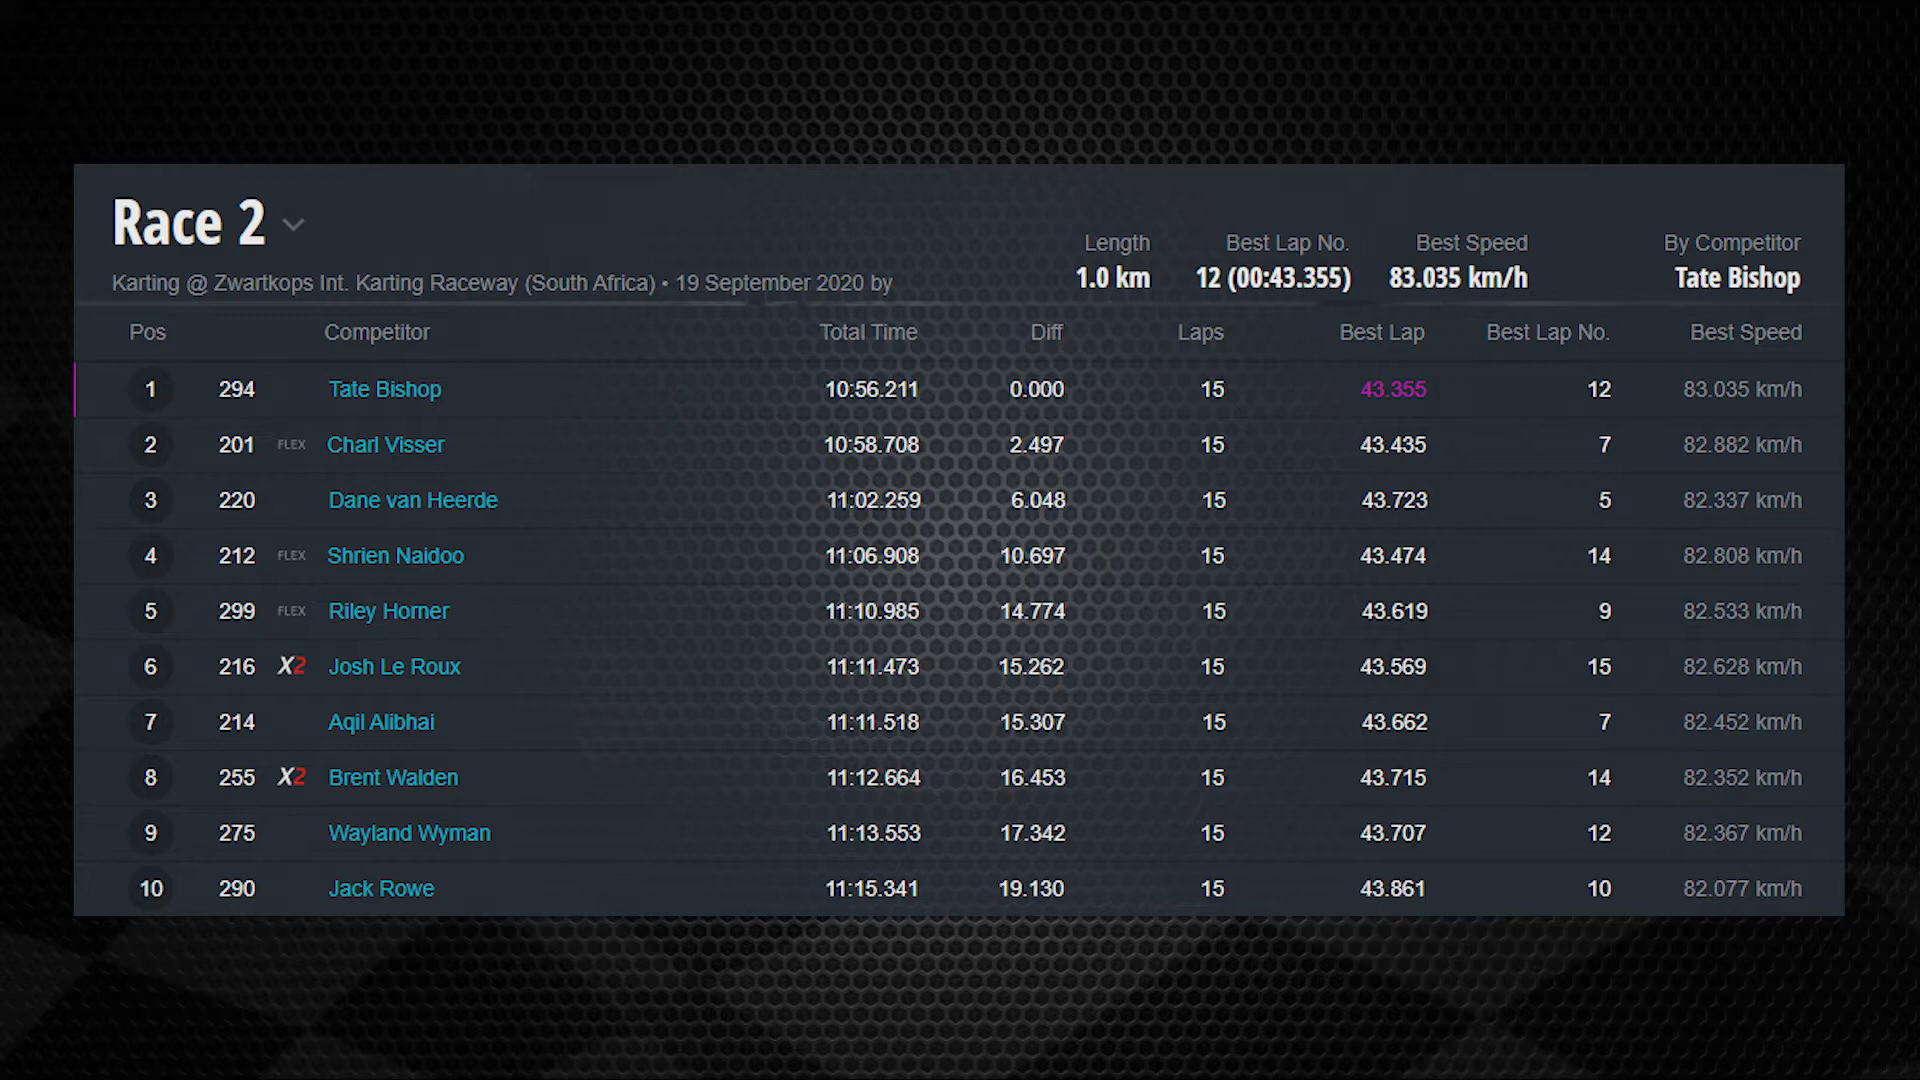 Race 2
Length Best Lap No. Best Speed By Competitor
Karting @ Zwartkops Int. Karting Raceway (South Africa) • 19 September 2020 by
1.0 km 12 (00:43.355) 83.035 km/h Tate Bishop
Pos Competitor Total Time Diff Laps Best Lap Best Lap No. Best Speed
1 294 Tate Bishop 10:56.211 0.000 15 43.355 12 83.035 km/h
2 201 FLEX Charl Visser 10:58.708 2.497 15 43.435 7 82.882 km/h
3 220 Dane van Heerde 11:02.259 6.048 15 43.723 5 82.337 km/h
4 212 FLEX Shrien Naidoo 11:06.908 10.697 15 43.474 14 82.808 km/h
5 299 FLEX Riley Horner 11:10.985 14.774 15 43.619 9 82.533 km/h
6 216 X2 Josh Le Roux 11:11.473 15.262 15 43.569 15 82.628 km/h
7 214 Aqil Alibhai 11:11.518 15.307 15 43.662 7 82.452 km/h
8 255 X2 Brent Walden 11:12.664 16.453 15 43.715 14 82.352 km/h
9 275 Wayland Wyman 11:13.553 17.342 15 43.707 12 82.367 km/h
10 290 Jack Rowe 11:15.341 19.130 15 43.861 10 82.077 km/h